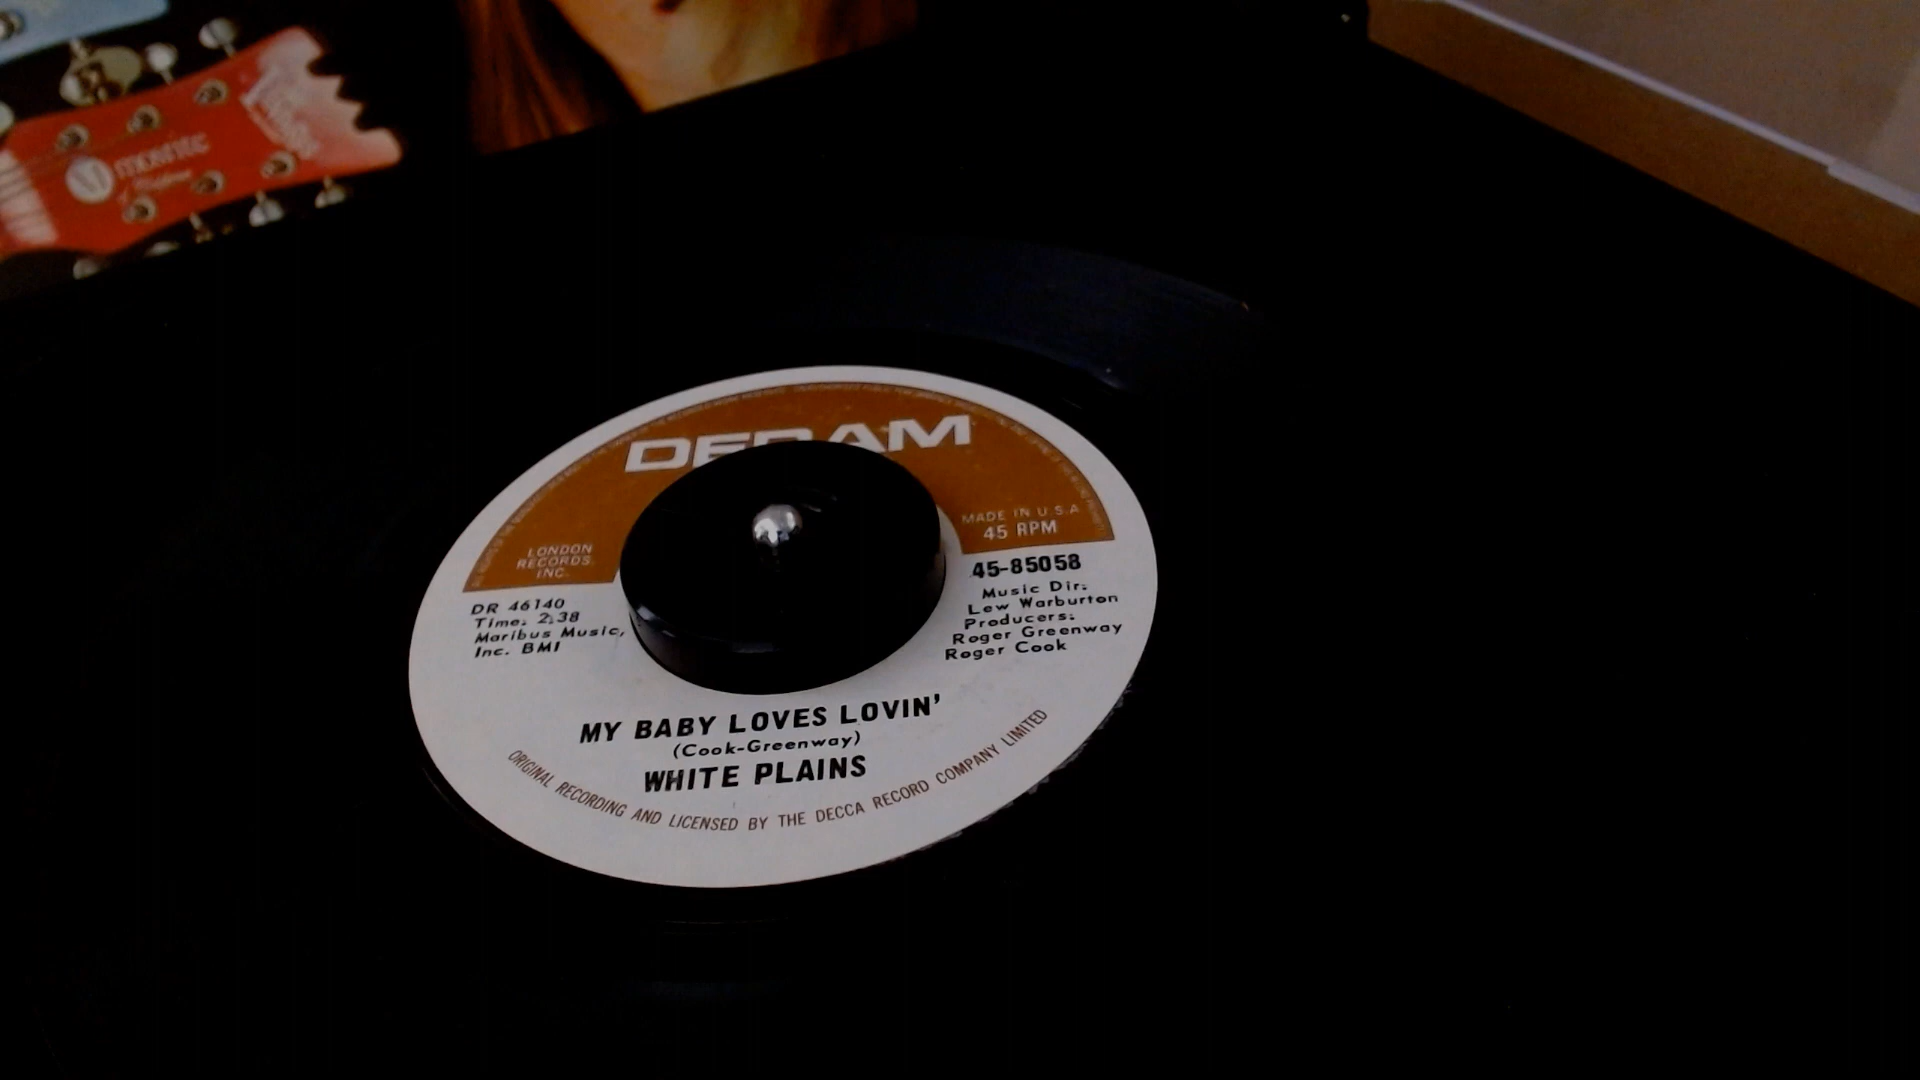 DERAM
MADE IN U.S.A
45 RPM
LONDON
RECORDS,
INC.
45-85058
Music Dir:
Lew Warburton
Producers:
Roger Greenway
Roger Cook
DR 46140
Time: 2:38
Maribus Music,
Inc. BMI
MY BABY LOVES LOVIN'
(Cook-Greenway)
WHITE PLAINS
ORIGINAL RECORDING AND LICENSED BY THE DECCA RECORD COMPANY LIMITED